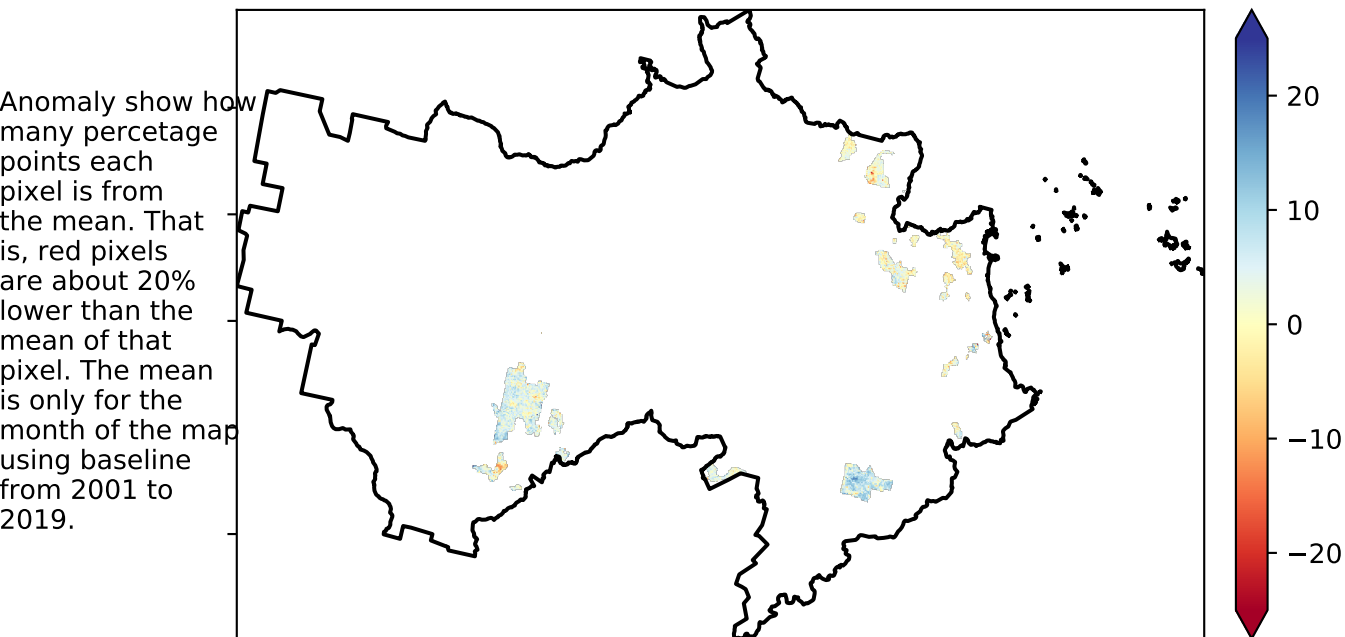 Anomaly show how
many percetage
points each
pixel is from
the mean. That
is, red pixels
are about 20%
lower than the
mean of that
pixel. The mean
is only for the
month of the map
using baseline
from 2001 to
2019.
20
10
0
−10
−20